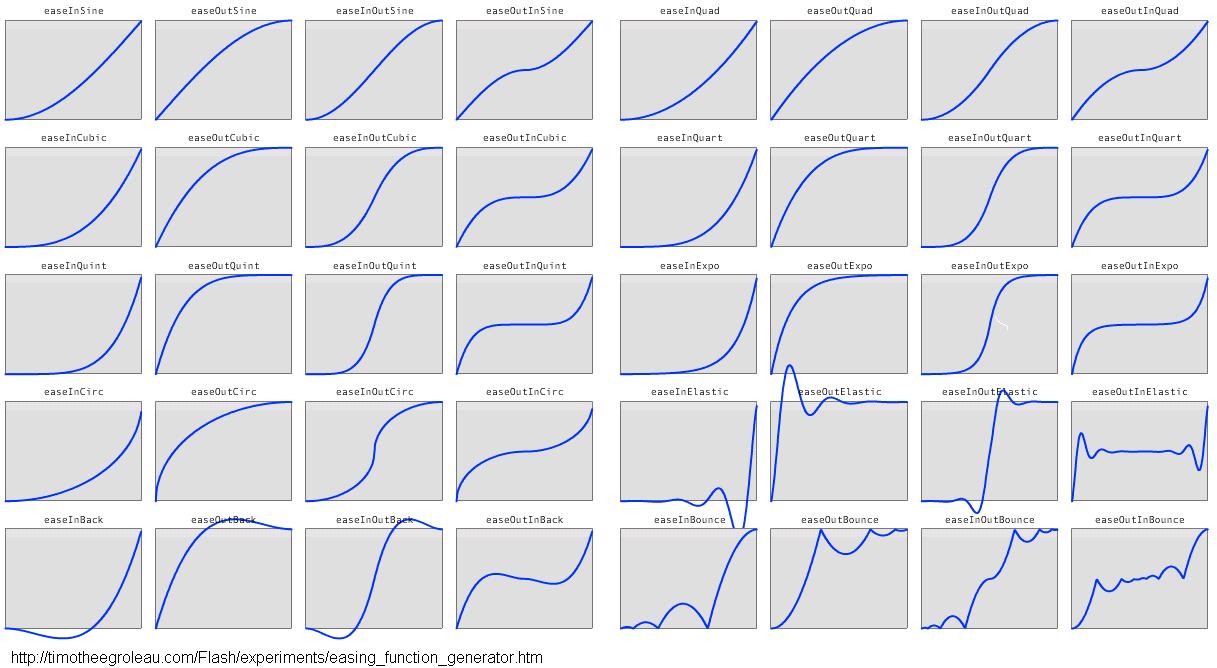 easeInSine easeOutSine easeInOutSine easeOutInSine easeInQuad easeOutQuad easeInOutQuad easeOutInQuad
easeInCubic easeOutCubic easeInOutCubic easeOutInCubic easeInQuart easeOutQuart easeInOutQuart easeOutInQuart
easeInQuint easeOutQuint easeInOutQuint easeOutInQuint easeInExpo easeOutExpo easeInOutExpo easeOutInExpo
easeInCirc easeOutCirc easeInOutCirc easeOutInCirc easeInElastic easeOutElastic easeInOutElastic easeOutInElastic
easeInBack easeOutBack easeInOutBack easeOutInBack easeInBounce easeOutBounce easeInOutBounce easeOutInBounce
http://timotheegroleau.com/Flash/experiments/easing_function_generator.htm